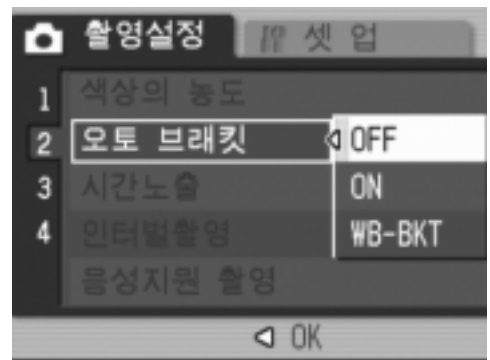 촬영설정 셋 업
1 색상의 농도
2 오토 브래킷 OFF
3 시간노출 ON
4 인터벌촬영 WB-BKT
음성지원 촬영
OK